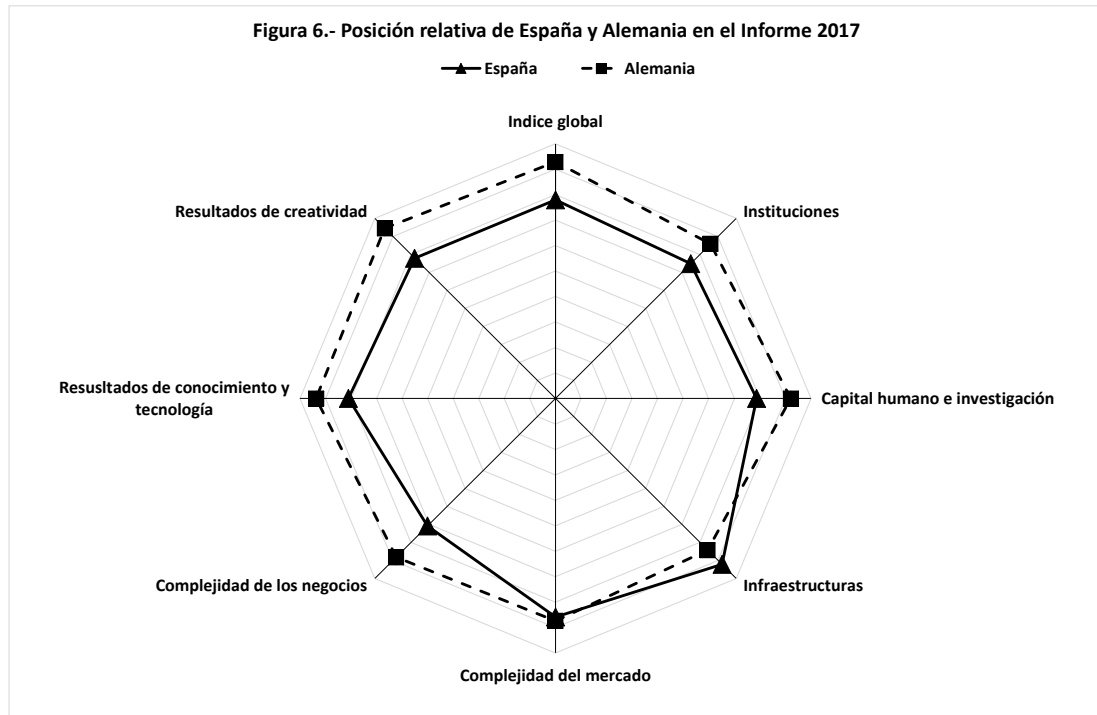 Figura 6.- Posición relativa de España y Alemania en el Informe 2017
España Alemania
Indice global
Resultados de creatividad
Instituciones
Resusltados de conocimiento y
tecnología
Capital humano e investigación
Complejidad de los negocios
Infraestructuras
Complejidad del mercado